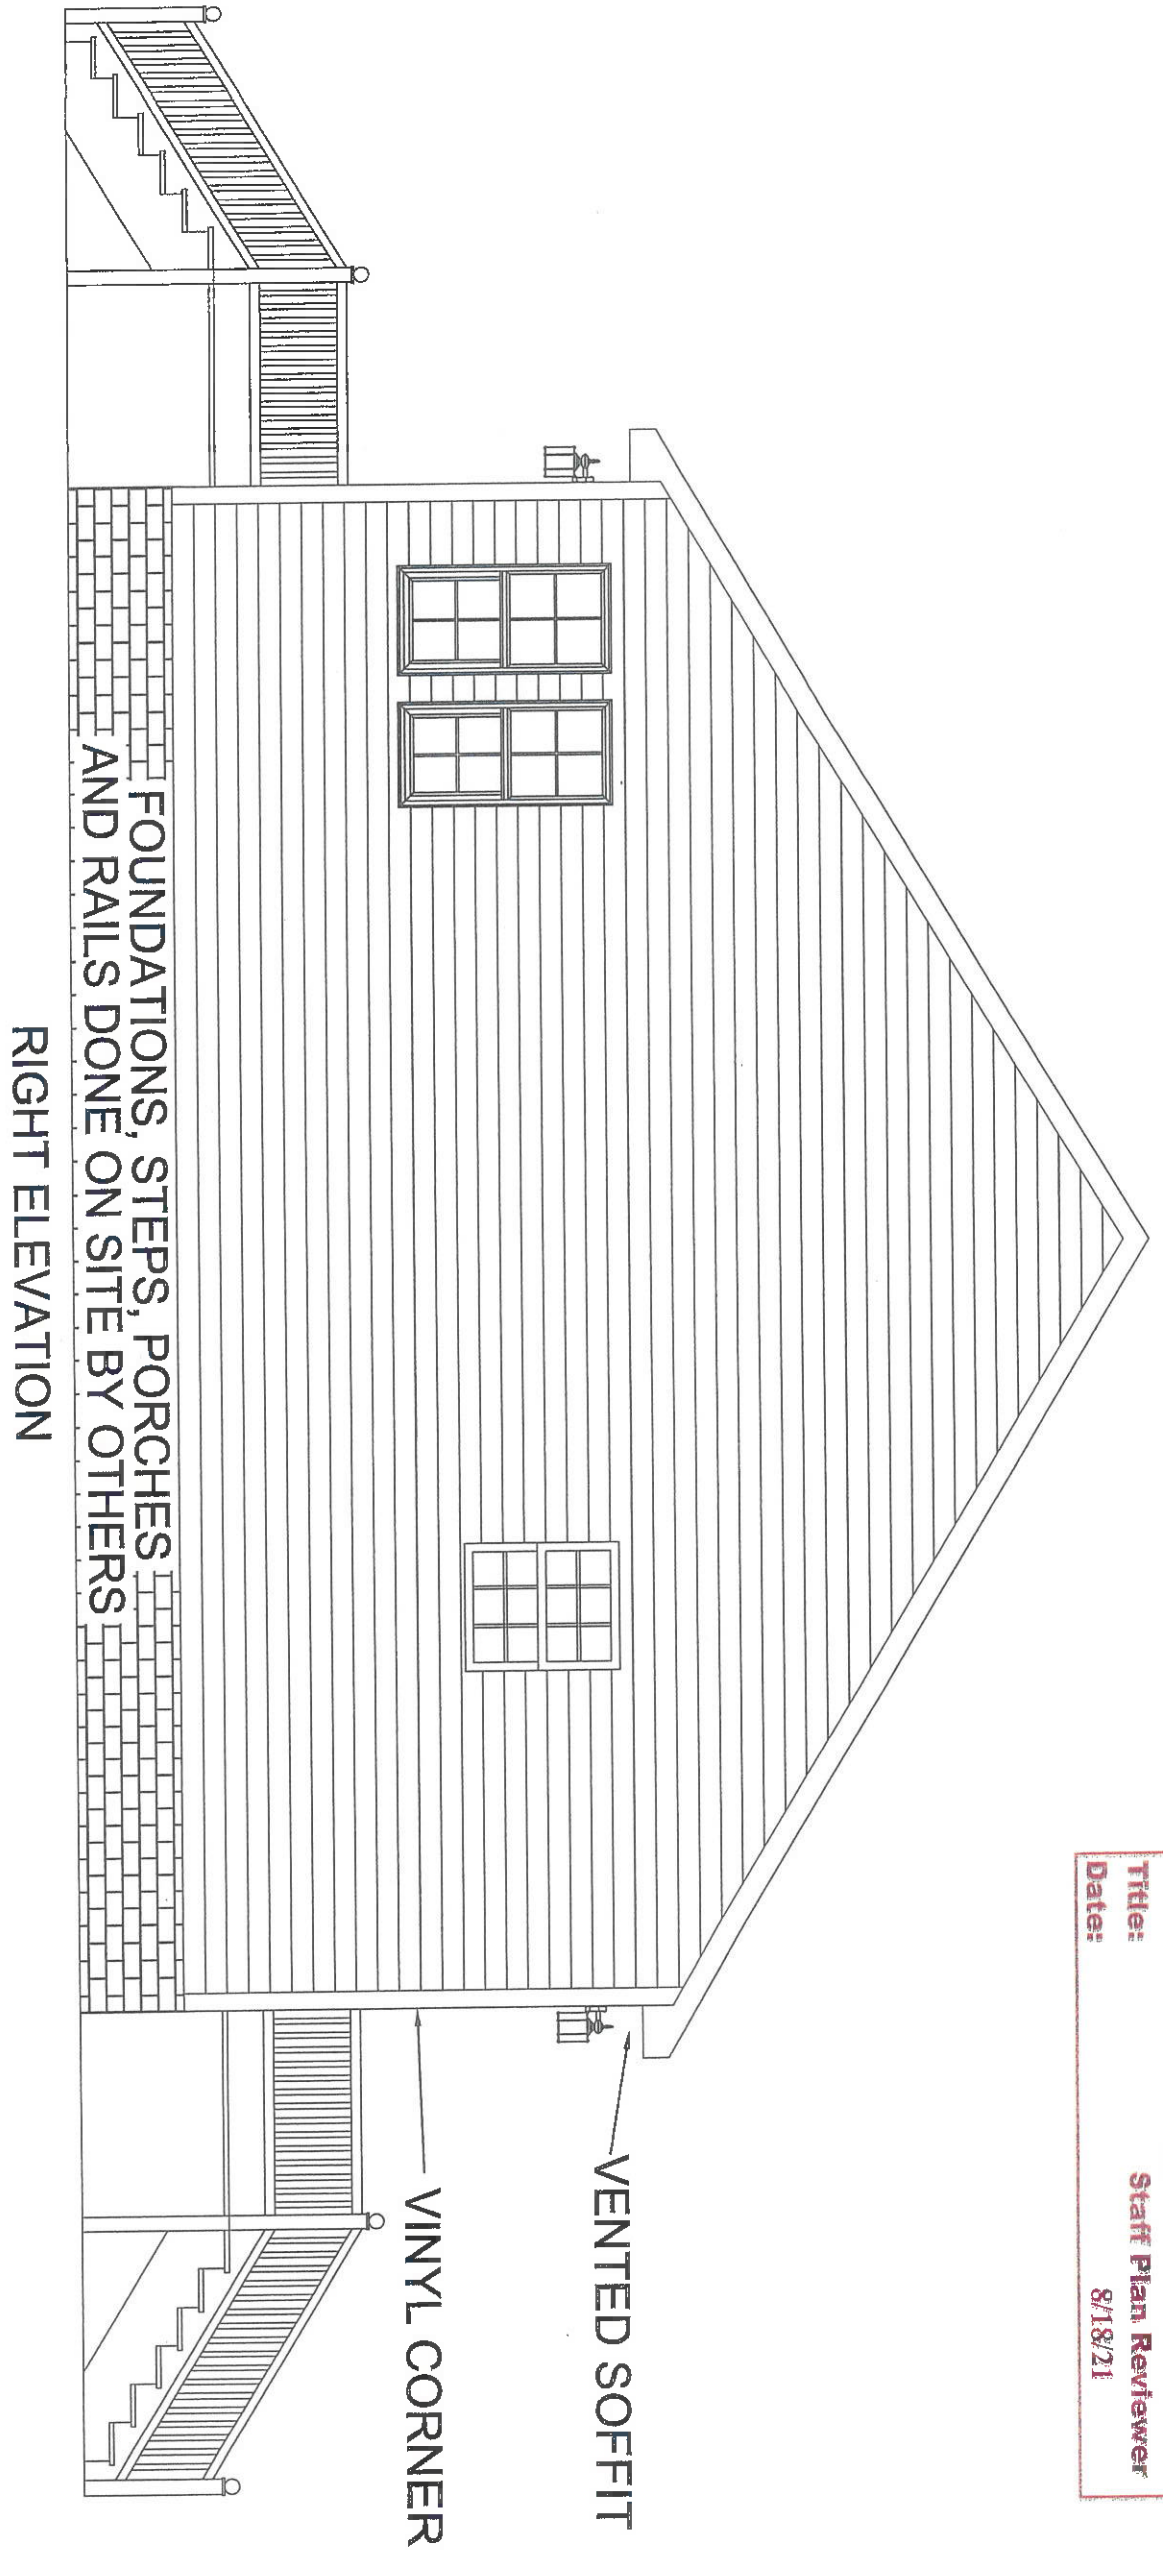 Title: Staff Plan Reviewer
Date: 8/18/21
VENTED SOFFIT
VINYL CORNER
FOUNDATIONS, STEPS, PORCHES
AND RAILS DONE ON SITE BY OTHERS
RIGHT ELEVATION